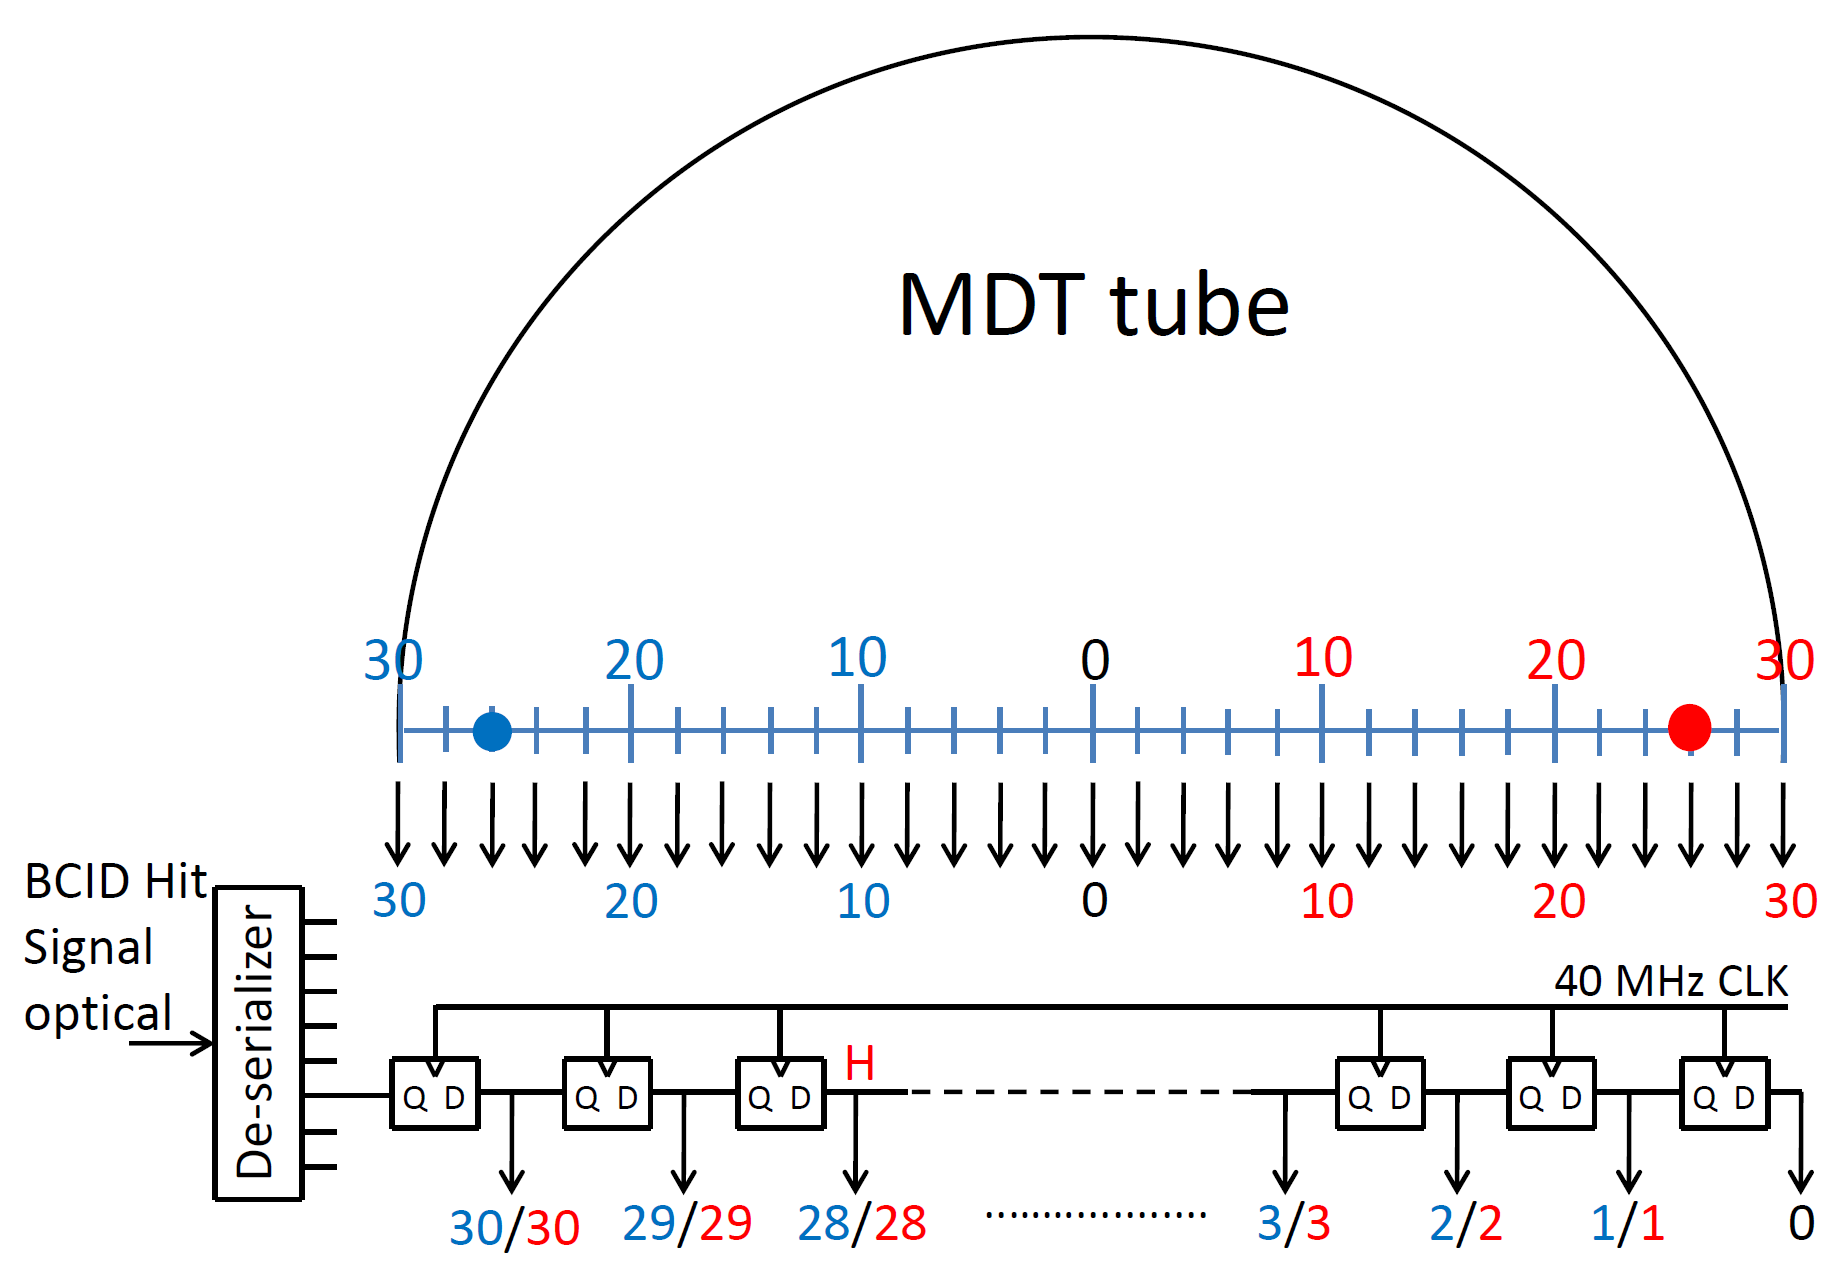 MDT tube
30 20 10 0 10 20 30
30 20 10 0 10 20 30
BCID Hit
Signal
optical
De-serializer
40 MHz CLK
H
Q D Q D Q D Q D Q D Q D
30/30 29/29 28/28 .................. 3/3 2/2 1/1 0